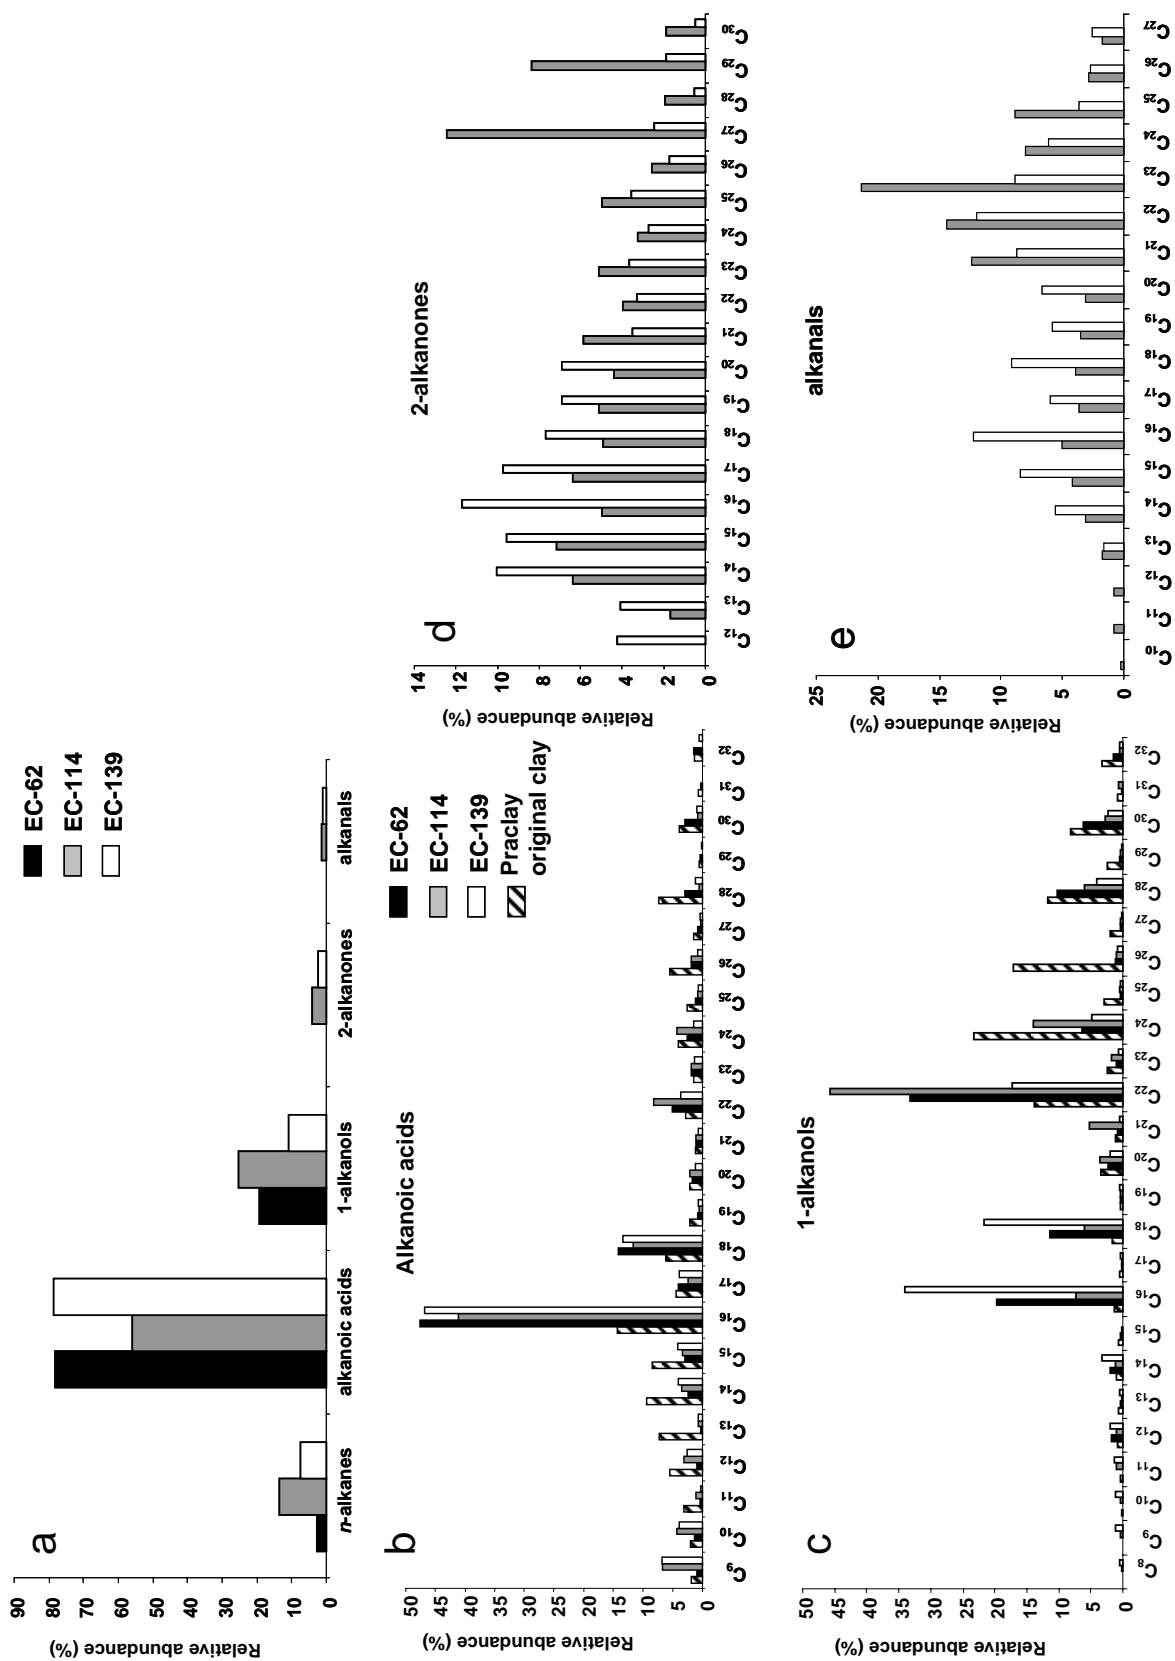 a
Relative abundance (%)
90
80
70
60
50
40
30
20
10
0
n-alkanes
alkanoic acids
1-alkanols
2-alkanones
alkanals
EC-62
EC-114
EC-139
b
Alkanoic acids
Relative abundance (%)
50
45
40
35
30
25
20
15
10
5
0
C9
C10
C11
C12
C13
C14
C15
C16
C17
C18
C19
C20
C21
C22
C23
C24
C25
C26
C27
C28
C29
C30
C31
C32
EC-62
EC-114
EC-139
Praclay
original clay
c
1-alkanols
Relative abundance (%)
50
45
40
35
30
25
20
15
10
5
0
C8
C9
C10
C11
C12
C13
C14
C15
C16
C17
C18
C19
C20
C21
C22
C23
C24
C25
C26
C27
C28
C29
C30
C31
C32
d
2-alkanones
Relative abundance (%)
14
12
10
8
6
4
2
0
C12
C13
C14
C15
C16
C17
C18
C19
C20
C21
C22
C23
C24
C25
C26
C27
C28
C29
C30
e
alkanals
Relative abundance (%)
25
20
15
10
5
0
C10
C11
C12
C13
C14
C15
C16
C17
C18
C19
C20
C21
C22
C23
C24
C25
C26
C27